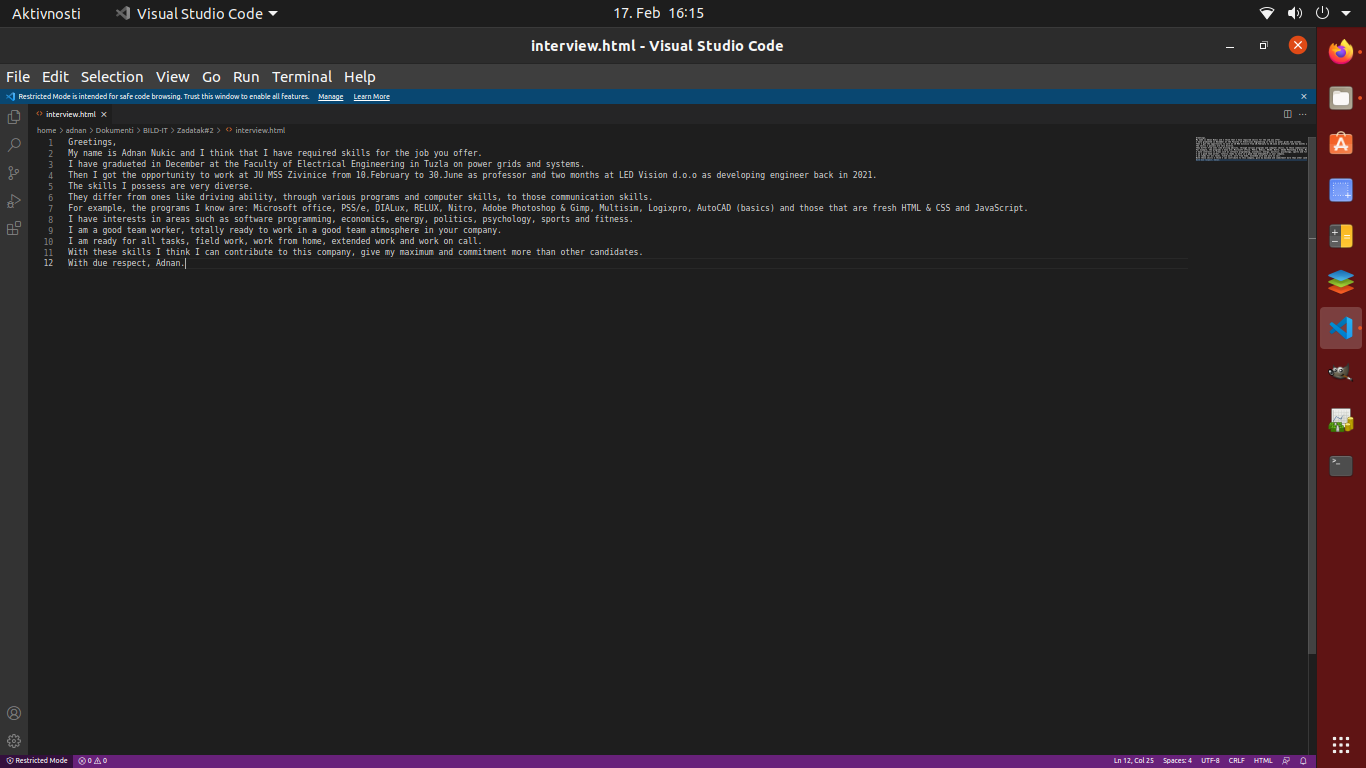 Aktivnosti
Visual Studio Code
17. Feb 16:15
interview.html - Visual Studio Code
File Edit Selection View Go Run Terminal Help
Restricted Mode is intended for safe code browsing. Trust this window to enable all features. Manage Learn More
interview.html
home > adnan > Dokumenti > BILD-IT > Zadatak#2 > interview.html
1 Greetings,
2 My name is Adnan Nukic and I think that I have required skills for the job you offer.
3 I have gradueted in December at the Faculty of Electrical Engineering in Tuzla on power grids and systems.
4 Then I got the opportunity to work at JU MSS Zivinice from 10.February to 30.June as professor and two months at LED Vision d.o.o as developing engineer back in 2021.
5 The skills I possess are very diverse.
6 They differ from ones like driving ability, through various programs and computer skills, to those communication skills.
7 For example, the programs I know are: Microsoft office, PSS/e, DIALux, RELUX, Nitro, Adobe Photoshop & Gimp, Multisim, Logixpro, AutoCAD (basics) and those that are fresh HTML & CSS and JavaScript.
8 I have interests in areas such as software programming, economics, energy, politics, psychology, sports and fitness.
9 I am a good team worker, totally ready to work in a good team atmosphere in your company.
10 I am ready for all tasks, field work, work from home, extended work and work on call.
11 With these skills I think I can contribute to this company, give my maximum and commitment more than other candidates.
12 With due respect, Adnan.
Restricted Mode 0 0 Ln 12, Col 25 Spaces: 4 UTF-8 CRLF HTML